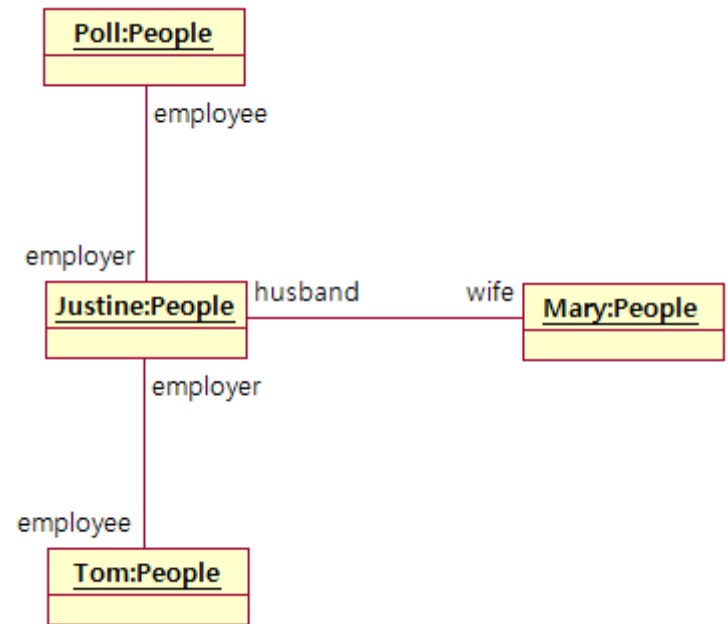 Poll:People
employee
employer
Justine:People
husband
wife
Mary:People
employer
employee
Tom:People